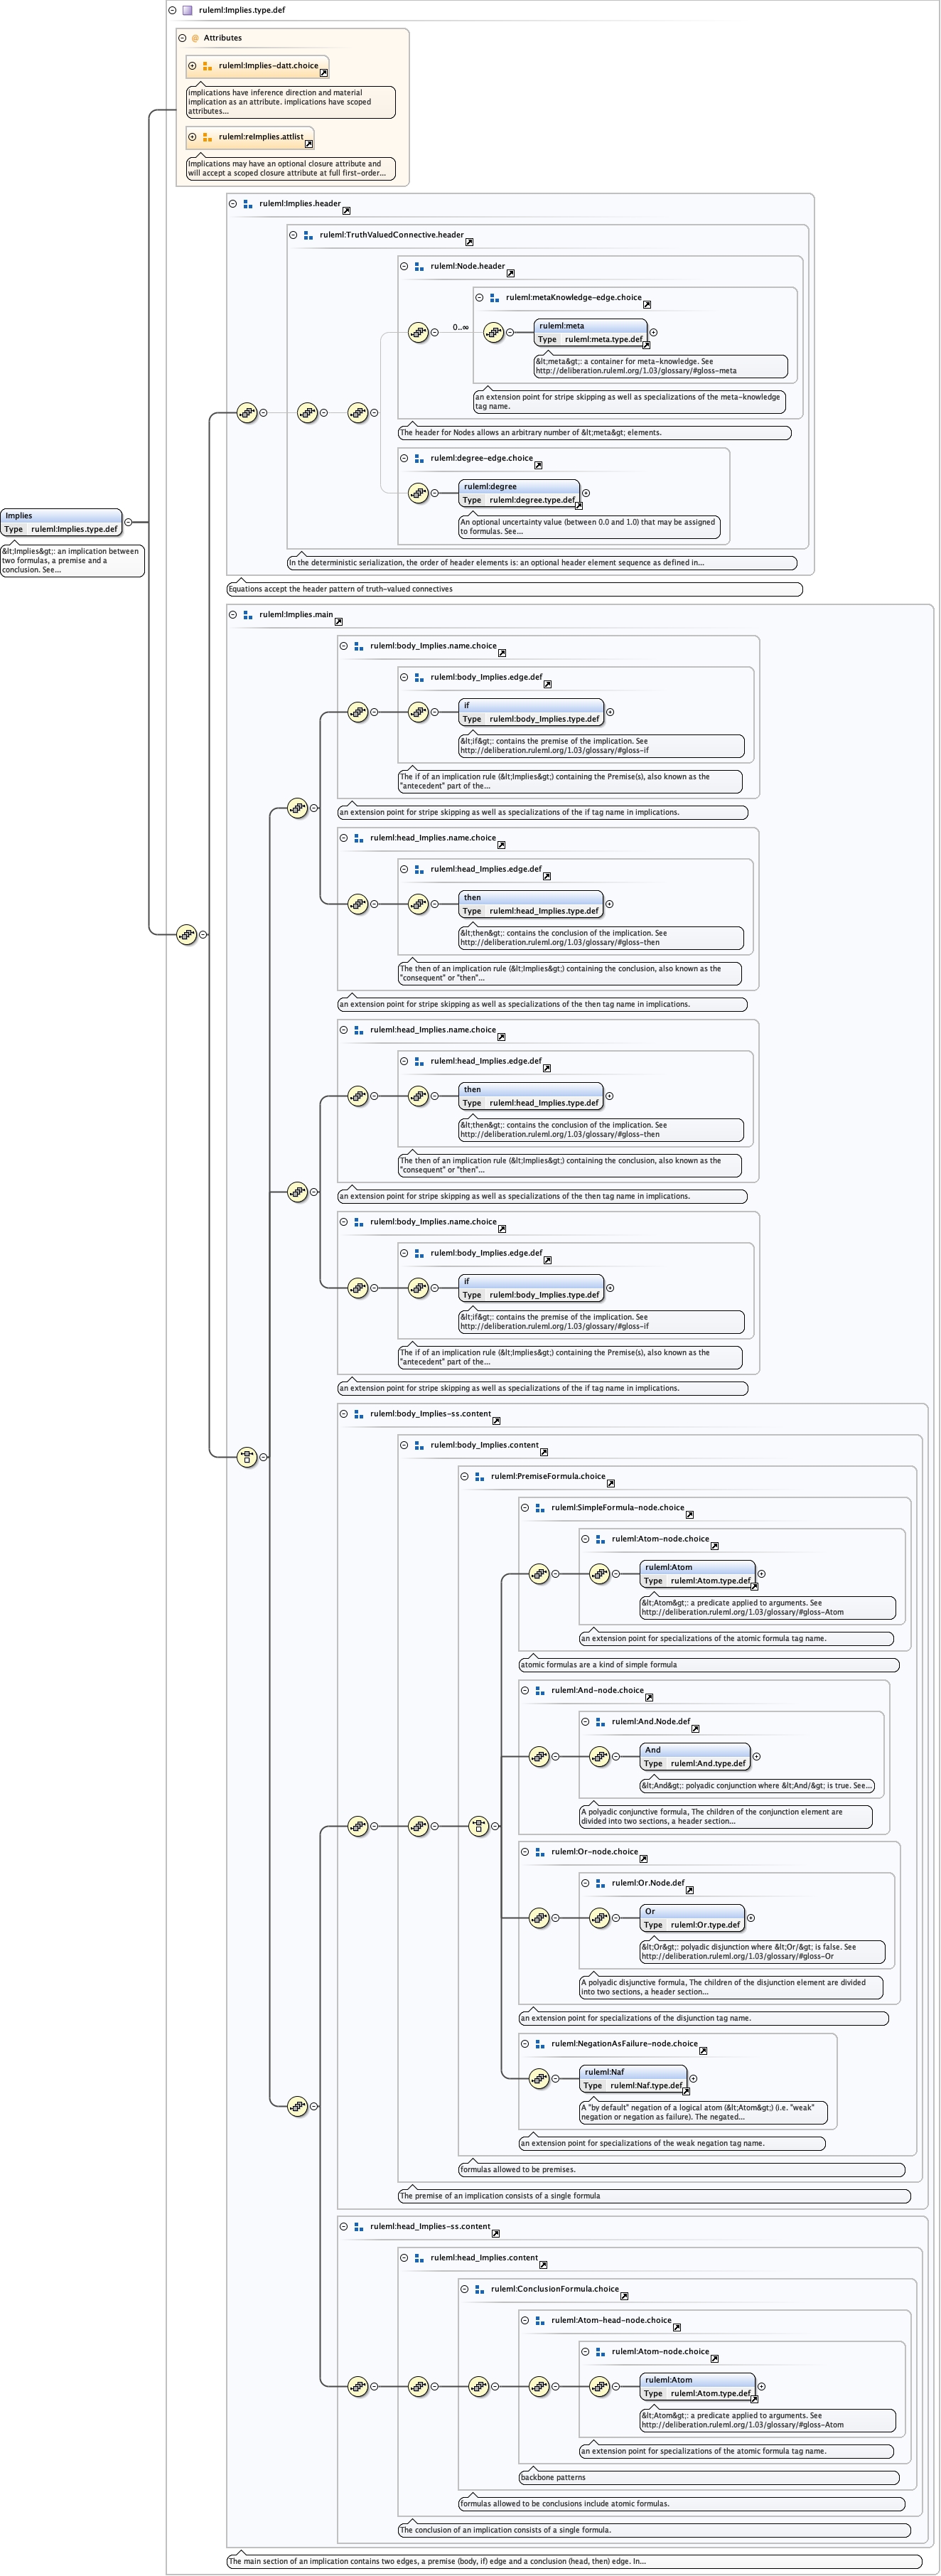 ruleml:Implies.type.def
Attributes
ruleml:Implies-datt.choice
Implications have inference direction and material
implication as an attribute. implications have scoped
attributes...
ruleml:reImplies.attlist
Implications may have an optional closure attribute and
will accept a scoped closure attribute at full first-order...
ruleml:Implies.header
ruleml:TruthValuedConnective.header
ruleml:Node.header
ruleml:metaKnowledge-edge.choice
0..∞
ruleml:meta
Type ruleml:meta.type.def
&lt;meta&gt;: a container for meta-knowledge. See
http://deliberation.ruleml.org/1.03/glossary/#gloss-meta
an extension point for stripe skipping as well as specializations of the meta-knowledge
tag name.
The header for Nodes allows an arbitrary number of &lt;meta&gt; elements.
ruleml:degree-edge.choice
ruleml:degree
Type ruleml:degree.type.def
An optional uncertainty value (between 0.0 and 1.0) that may be assigned
to formulas. See...
In the deterministic serialization, the order of header elements is: an optional header element sequence as defined in...
Equations accept the header pattern of truth-valued connectives
Implies
Type ruleml:Implies.type.def
&lt;Implies&gt;: an implication between
two formulas, a premise and a
conclusion. See...
ruleml:Implies.main
ruleml:body_Implies.name.choice
ruleml:body_Implies.edge.def
if
Type ruleml:body_Implies.type.def
&lt;if&gt;: contains the premise of the implication. See
http://deliberation.ruleml.org/1.03/glossary/#gloss-if
The if of an implication rule (&lt;Implies&gt;) containing the Premise(s), also known as the
"antecedent" part of the...
an extension point for stripe skipping as well as specializations of the if tag name in implications.
ruleml:head_Implies.name.choice
ruleml:head_Implies.edge.def
then
Type ruleml:head_Implies.type.def
&lt;then&gt;: contains the conclusion of the implication. See
http://deliberation.ruleml.org/1.03/glossary/#gloss-then
The then of an implication rule (&lt;Implies&gt;) containing the conclusion, also known as the
"consequent" or "then"...
an extension point for stripe skipping as well as specializations of the then tag name in implications.
ruleml:head_Implies.name.choice
ruleml:head_Implies.edge.def
then
Type ruleml:head_Implies.type.def
&lt;then&gt;: contains the conclusion of the implication. See
http://deliberation.ruleml.org/1.03/glossary/#gloss-then
The then of an implication rule (&lt;Implies&gt;) containing the conclusion, also known as the
"consequent" or "then"...
an extension point for stripe skipping as well as specializations of the then tag name in implications.
ruleml:body_Implies.name.choice
ruleml:body_Implies.edge.def
if
Type ruleml:body_Implies.type.def
&lt;if&gt;: contains the premise of the implication. See
http://deliberation.ruleml.org/1.03/glossary/#gloss-if
The if of an implication rule (&lt;Implies&gt;) containing the Premise(s), also known as the
"antecedent" part of the...
an extension point for stripe skipping as well as specializations of the if tag name in implications.
ruleml:body_Implies-ss.content
ruleml:body_Implies.content
ruleml:PremiseFormula.choice
ruleml:SimpleFormula-node.choice
ruleml:Atom-node.choice
ruleml:Atom
Type ruleml:Atom.type.def
&lt;Atom&gt;: a predicate applied to arguments. See
http://deliberation.ruleml.org/1.03/glossary/#gloss-Atom
an extension point for specializations of the atomic formula tag name.
atomic formulas are a kind of simple formula
ruleml:And-node.choice
ruleml:And.Node.def
And
Type ruleml:And.type.def
&lt;And&gt;: polyadic conjunction where &lt;And/&gt; is true. See...
A polyadic conjunctive formula, The children of the conjunction element are
divided into two sections, a header section...
ruleml:Or-node.choice
ruleml:Or.Node.def
Or
Type ruleml:Or.type.def
&lt;Or&gt;: polyadic disjunction where &lt;Or/&gt; is false. See
http://deliberation.ruleml.org/1.03/glossary/#gloss-Or
A polyadic disjunctive formula, The children of the disjunction element are divided
into two sections, a header section...
an extension point for specializations of the disjunction tag name.
ruleml:NegationAsFailure-node.choice
ruleml:Naf
Type ruleml:Naf.type.def
A "by default" negation of a logical atom (&lt;Atom&gt;) (i.e. "weak"
negation or negation as failure). The negated...
an extension point for specializations of the weak negation tag name.
formulas allowed to be premises.
The premise of an implication consists of a single formula
ruleml:head_Implies-ss.content
ruleml:head_Implies.content
ruleml:ConclusionFormula.choice
ruleml:Atom-head-node.choice
ruleml:Atom-node.choice
ruleml:Atom
Type ruleml:Atom.type.def
&lt;Atom&gt;: a predicate applied to arguments. See
http://deliberation.ruleml.org/1.03/glossary/#gloss-Atom
an extension point for specializations of the atomic formula tag name.
backbone patterns
formulas allowed to be conclusions include atomic formulas.
The conclusion of an implication consists of a single formula.
The main section of an implication contains two edges, a premise (body, if) edge and a conclusion (head, then) edge. In...